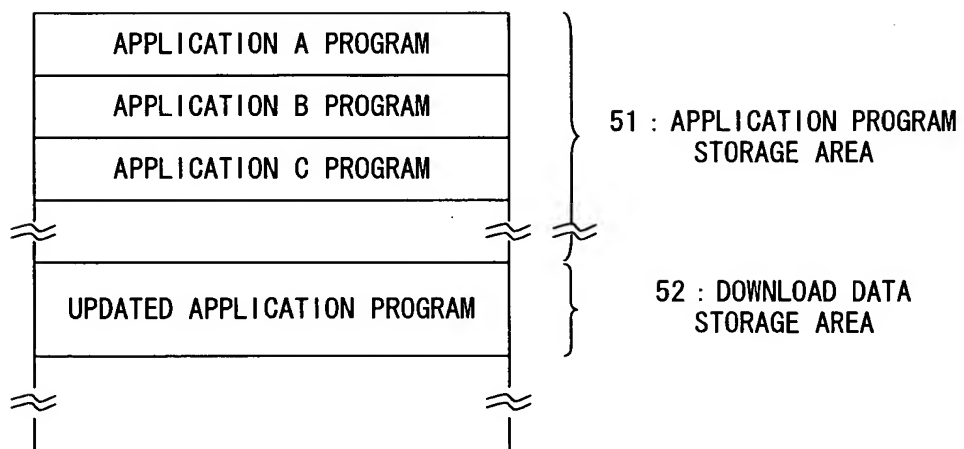 APPLICATION A PROGRAM
APPLICATION B PROGRAM
APPLICATION C PROGRAM
51 : APPLICATION PROGRAM
STORAGE AREA
UPDATED APPLICATION PROGRAM
52 : DOWNLOAD DATA
STORAGE AREA